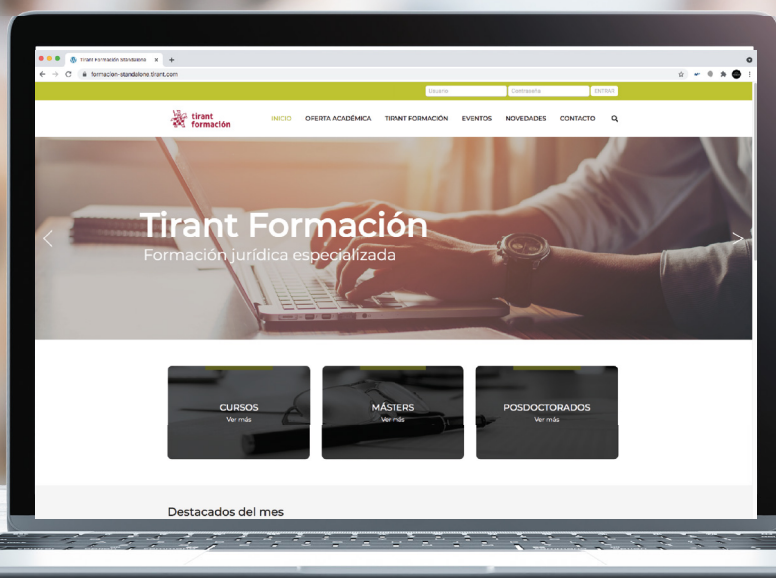 Tirant Formación Standalone
formacion-standalone.tirant.com
Usuario
Contraseña
ENTRAR
tirant
formación
INICIO
OFERTA ACADÉMICA
TIRANT FORMACIÓN
EVENTOS
NOVEDADES
CONTACTO
Tirant Formación
Formación jurídica especializada
CURSOS
Ver más
MÁSTERS
Ver más
POSDOCTORADOS
Ver más
Destacados del mes